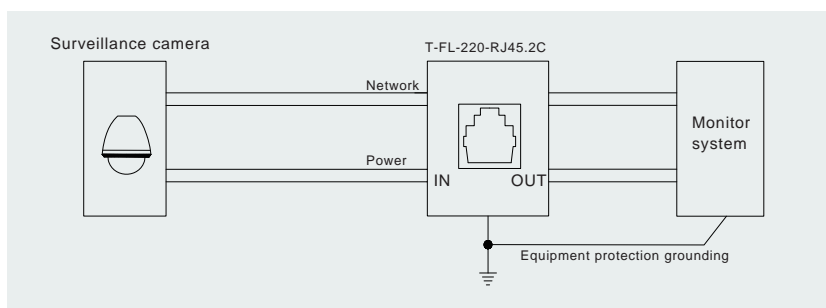 Surveillance camera
T-FL-220-RJ45.2C
Network
Monitor
system
Power
IN
OUT
Equipment protection grounding